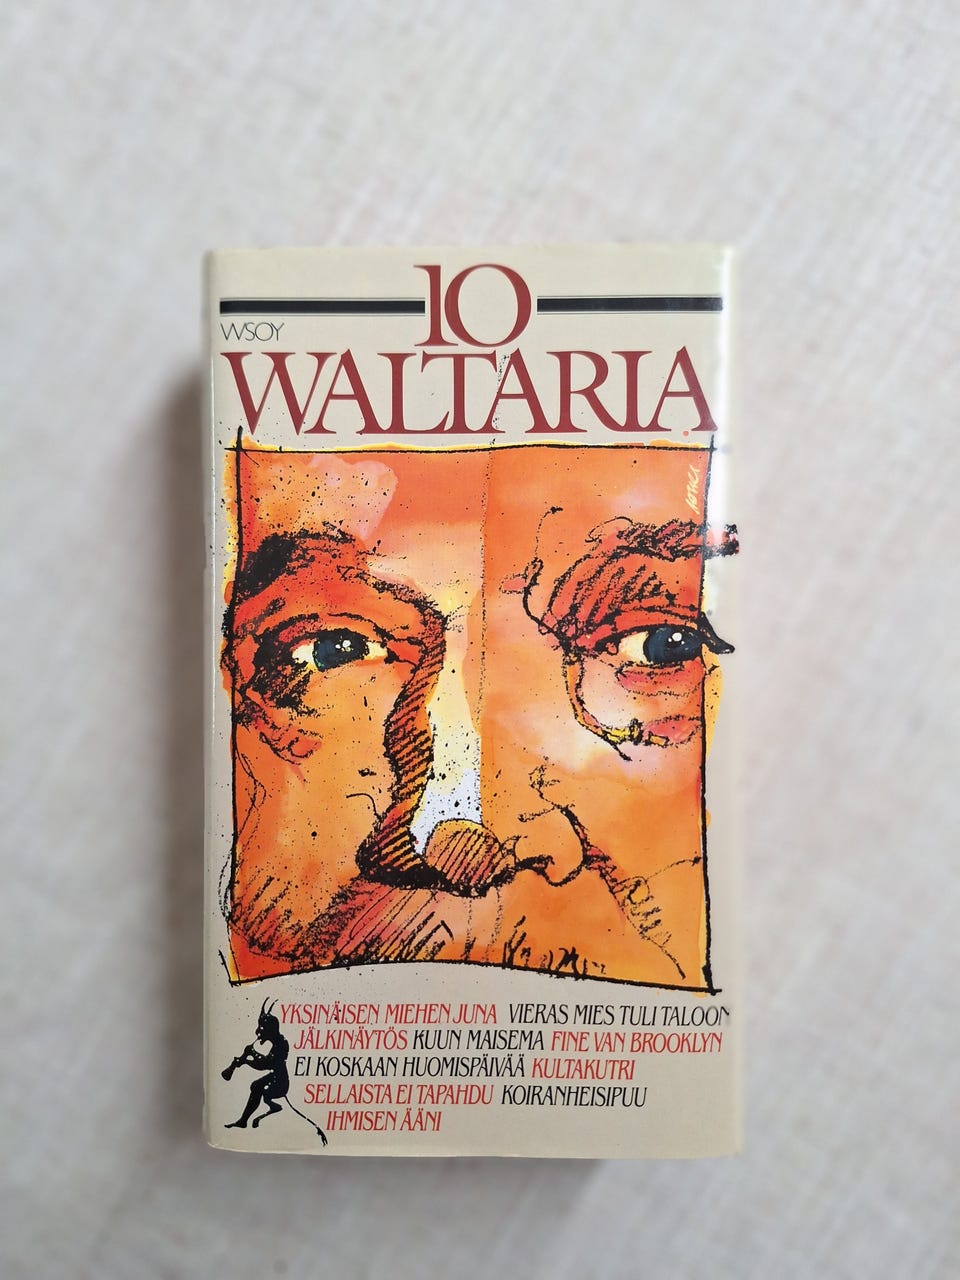 10
WSOY
WALTARIA
YKSINÄISEN MIEHEN JUNA VIERAS MIES TULI TALOON
JÄLKINÄYTÖS KUUN MAISEMA FINE VAN BROOKLYN
EI KOSKAAN HUOMISPÄIVÄÄ KULTAKUTRI
SELLAISTA EI TAPAHDU KOIRANHEISIPUU
IHMISEN ÄÄNI